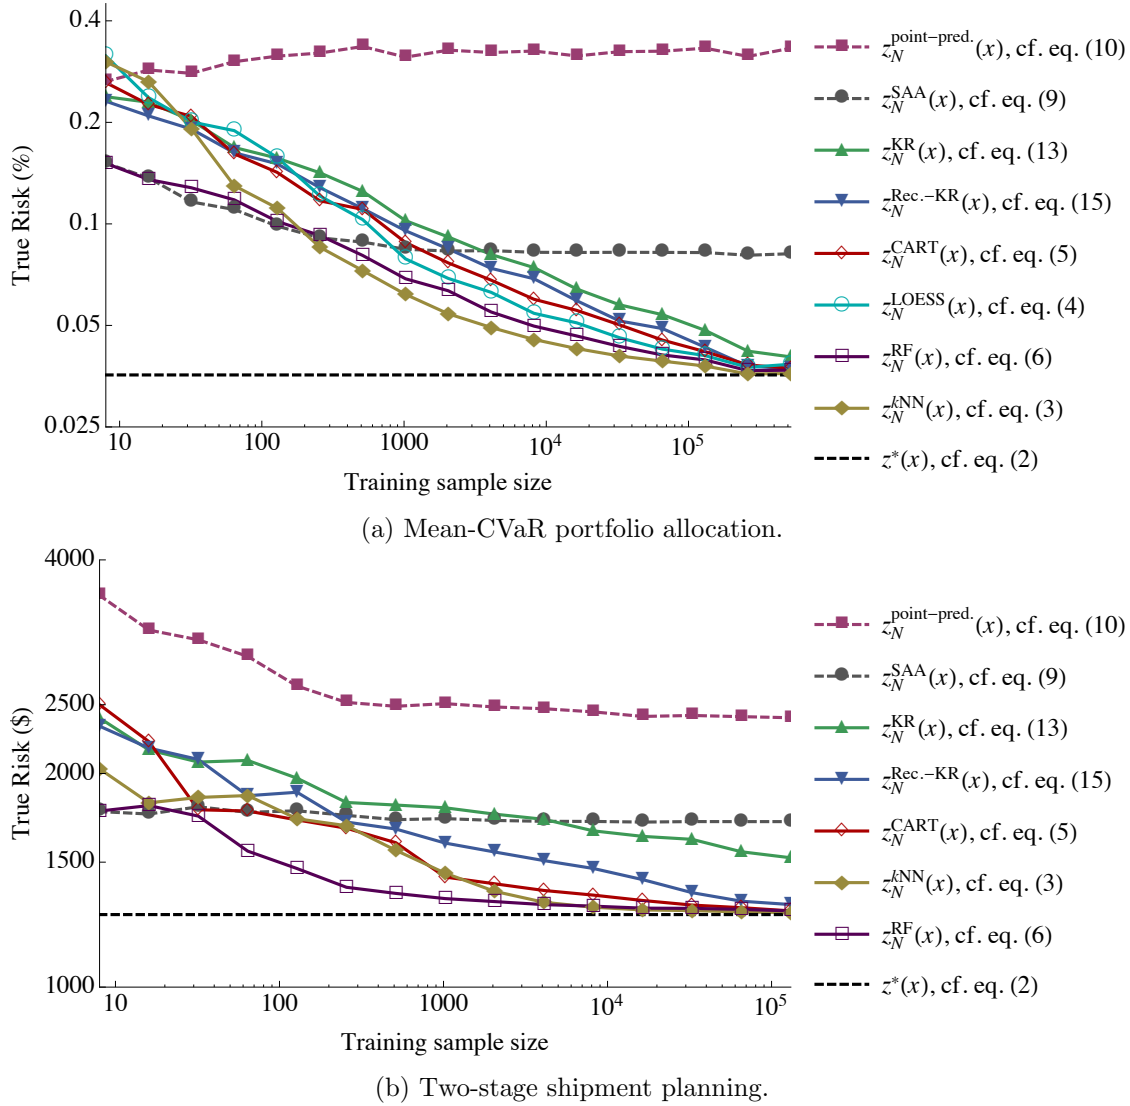 0.4
0.2
0.1
0.05
0.025
True Risk (%)
10
100
1000
10^4
10^5
Training sample size
z_N^{point−pred.}(x), cf. eq. (10)
z_N^{SAA}(x), cf. eq. (9)
z_N^{KR}(x), cf. eq. (13)
z_N^{Rec.−KR}(x), cf. eq. (15)
z_N^{CART}(x), cf. eq. (5)
z_N^{LOESS}(x), cf. eq. (4)
z_N^{RF}(x), cf. eq. (6)
z_N^{kNN}(x), cf. eq. (3)
z*(x), cf. eq. (2)
(a) Mean-CVaR portfolio allocation.
4000
2500
2000
1500
1000
True Risk ($)
10
100
1000
10^4
10^5
Training sample size
z_N^{point−pred.}(x), cf. eq. (10)
z_N^{SAA}(x), cf. eq. (9)
z_N^{KR}(x), cf. eq. (13)
z_N^{Rec.−KR}(x), cf. eq. (15)
z_N^{CART}(x), cf. eq. (5)
z_N^{kNN}(x), cf. eq. (3)
z_N^{RF}(x), cf. eq. (6)
z*(x), cf. eq. (2)
(b) Two-stage shipment planning.